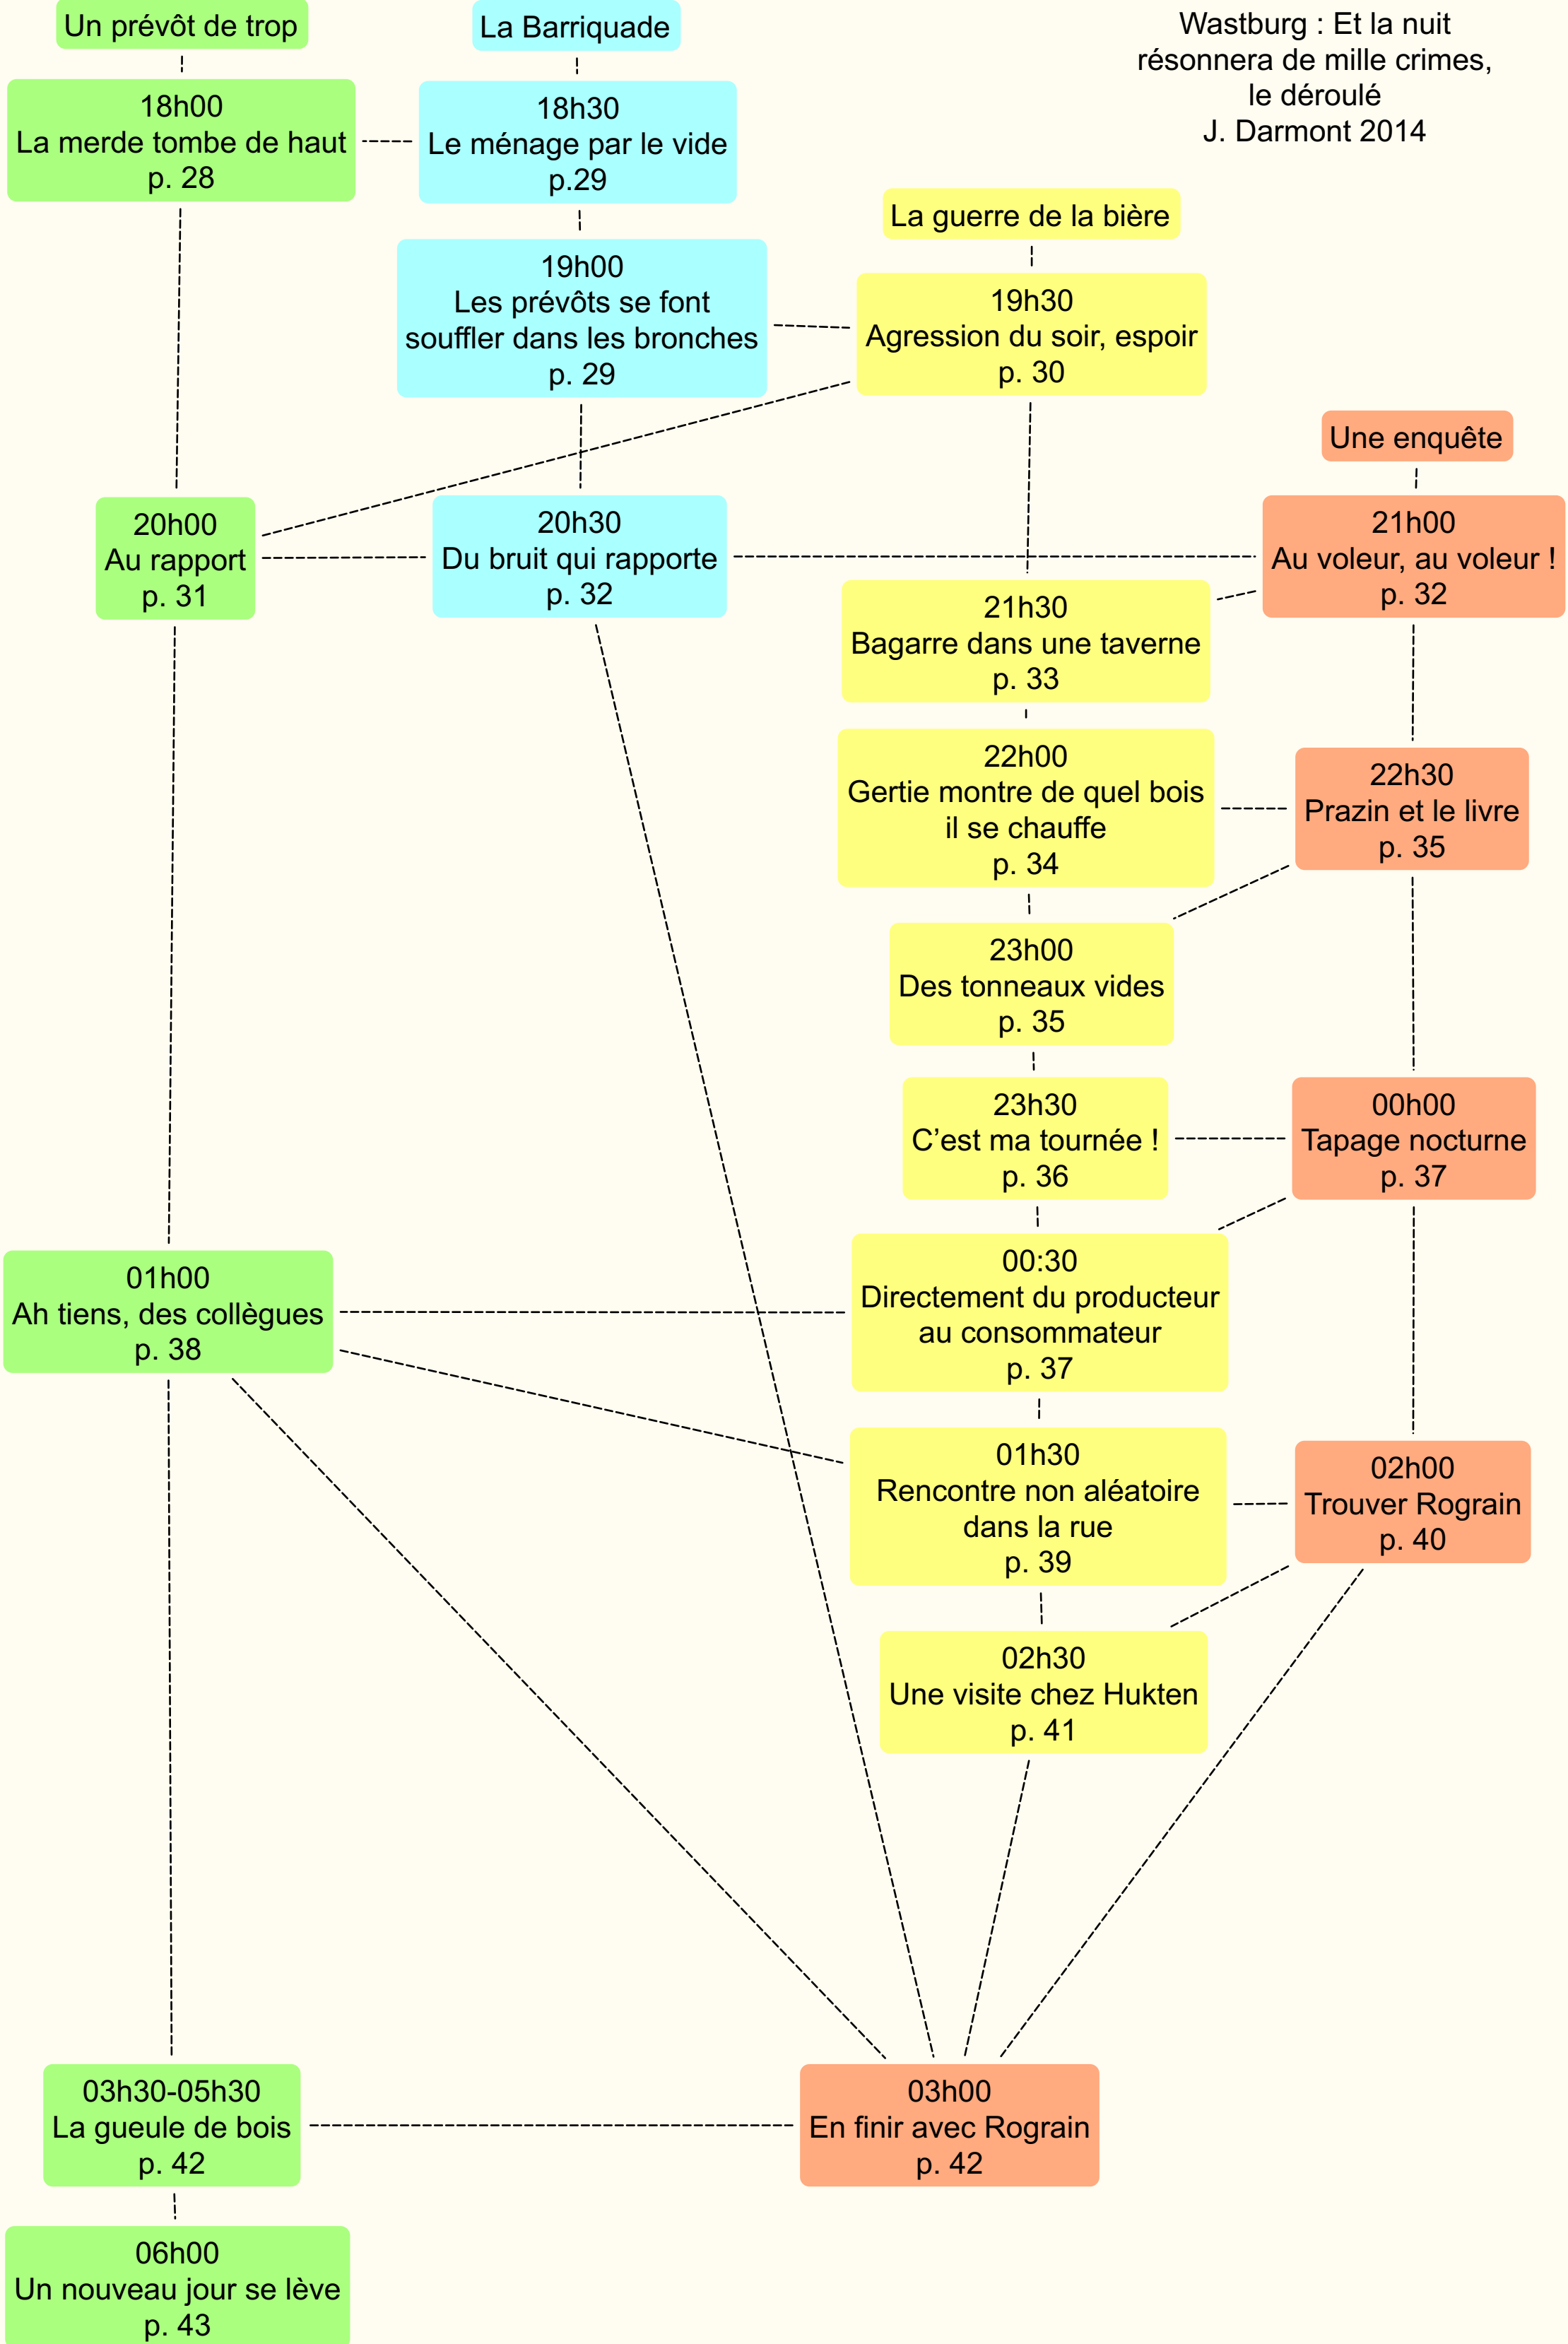 Un prévôt de trop
La Barriquade
Wastburg : Et la nuit
résonnera de mille crimes,
le déroulé
J. Darmont 2014
18h00
La merde tombe de haut
p. 28
18h30
Le ménage par le vide
p.29
La guerre de la bière
19h00
Les prévôts se font
souffler dans les bronches
p. 29
19h30
Agression du soir, espoir
p. 30
Une enquête
20h00
Au rapport
p. 31
20h30
Du bruit qui rapporte
p. 32
21h00
Au voleur, au voleur !
p. 32
21h30
Bagarre dans une taverne
p. 33
22h00
Gertie montre de quel bois
il se chauffe
p. 34
22h30
Prazin et le livre
p. 35
23h00
Des tonneaux vides
p. 35
23h30
C’est ma tournée !
p. 36
00h00
Tapage nocturne
p. 37
00:30
Directement du producteur
au consommateur
p. 37
01h00
Ah tiens, des collègues
p. 38
01h30
Rencontre non aléatoire
dans la rue
p. 39
02h00
Trouver Rograin
p. 40
02h30
Une visite chez Hukten
p. 41
03h00
En finir avec Rograin
p. 42
03h30-05h30
La gueule de bois
p. 42
06h00
Un nouveau jour se lève
p. 43